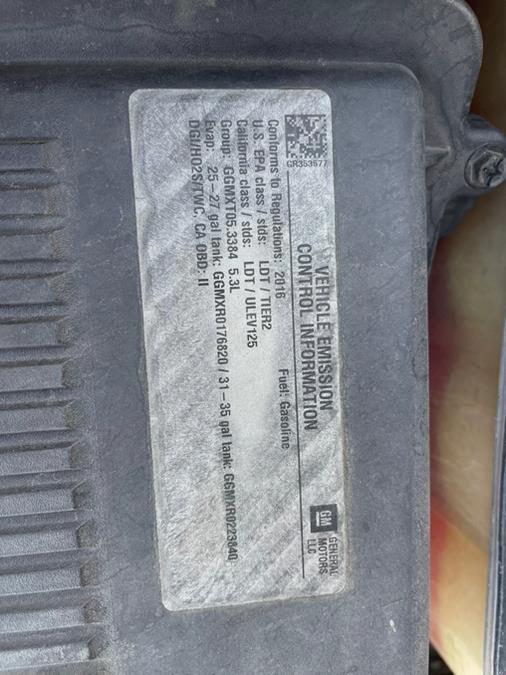 VEHICLE EMISSION
CONTROL INFORMATION
GM
GENERAL
MOTORS
LLC
CR353577
Conforms to Regulations: 2016 Fuel: Gasoline
U.S. EPA class / stds: LDT / TIER2
California class / stds: LDT / ULEV125
Group: GGMXT05.3384 5.3L
Evap: 25-27 gal tank: GGMXR0176820 / 31-35 gal tank: GGMXR0223840
DGI/HO2S/TWC, CA OBD: II